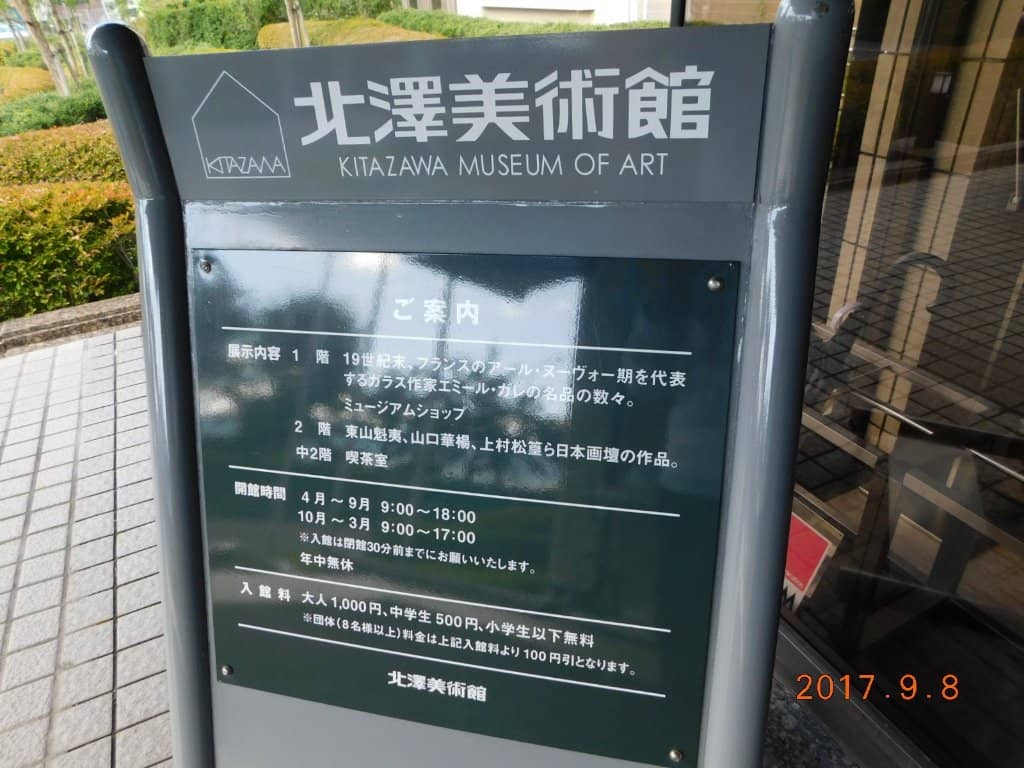 北澤美術館
KITAZAWA
KITAZAWA MUSEUM OF ART
ご案内
展示内容 1 階 19世紀末、フランスのアール・ヌーヴォー期を代表
するガラス作家エミール・ガレの名品の数々。
ミュージアムショップ
2 階 東山魁夷、山口華楊、上村松篁ら日本画壇の作品。
中2階 喫茶室
開館時間 4月～9月 9:00～18:00
10月～3月 9:00～17:00
※入館は閉館30分前までにお願いいたします。
年中無休
入館料 大人1,000円、中学生500円、小学生以下無料
※団体(8名様以上)料金は上記入館料より100円引となります。
北澤美術館
2017.9.8